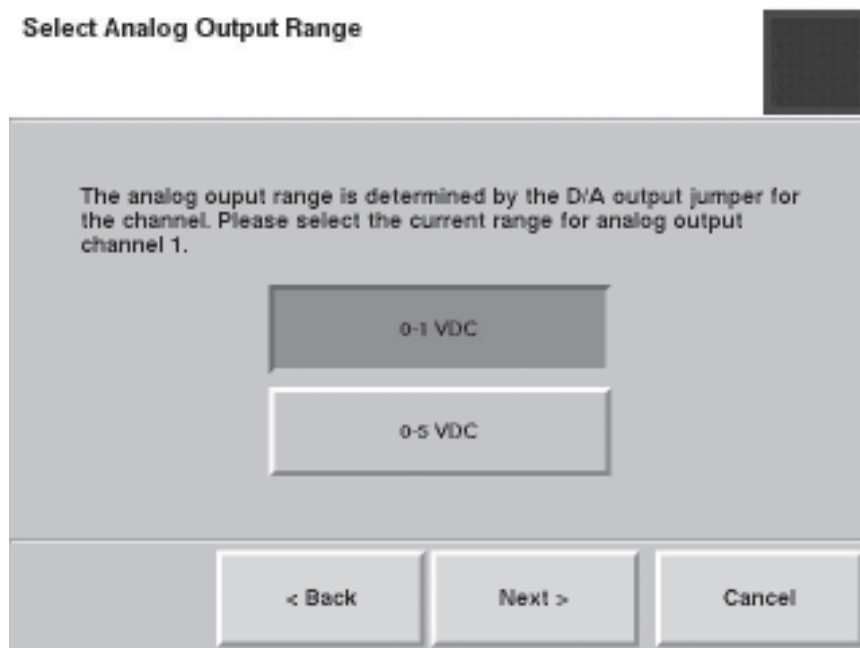 Select Analog Output Range
The analog ouput range is determined by the D/A output jumper for
the channel. Please select the current range for analog output
channel 1.
0-1 VDC
0-5 VDC
< Back
Next >
Cancel